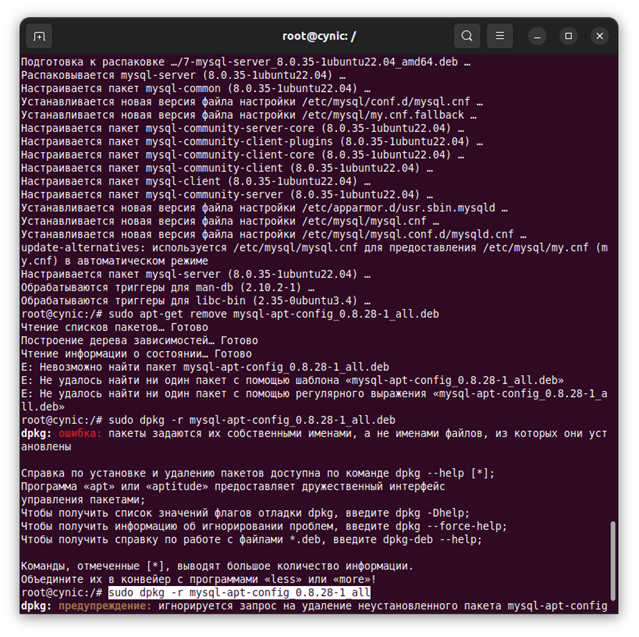 root@cynic: /
Подготовка к распаковке …/7-mysql-server_8.0.35-1ubuntu22.04_amd64.deb …
Распаковывается mysql-server (8.0.35-1ubuntu22.04) …
Настраивается пакет mysql-common (8.0.35-1ubuntu22.04) …
Устанавливается новая версия файла настройки /etc/mysql/conf.d/mysql.cnf …
Устанавливается новая версия файла настройки /etc/mysql/my.cnf.fallback …
Настраивается пакет mysql-community-server-core (8.0.35-1ubuntu22.04) …
Настраивается пакет mysql-community-client-plugins (8.0.35-1ubuntu22.04) …
Настраивается пакет mysql-community-client-core (8.0.35-1ubuntu22.04) …
Настраивается пакет mysql-community-client (8.0.35-1ubuntu22.04) …
Настраивается пакет mysql-client (8.0.35-1ubuntu22.04) …
Настраивается пакет mysql-community-server (8.0.35-1ubuntu22.04) …
Устанавливается новая версия файла настройки /etc/apparmor.d/usr.sbin.mysqld …
Устанавливается новая версия файла настройки /etc/mysql/mysql.cnf …
Устанавливается новая версия файла настройки /etc/mysql/mysql.conf.d/mysqld.cnf …
update-alternatives: используется /etc/mysql/mysql.cnf для предоставления /etc/mysql/my.cnf (m
y.cnf) в автоматическом режиме
Настраивается пакет mysql-server (8.0.35-1ubuntu22.04) …
Обрабатываются триггеры для man-db (2.10.2-1) …
Обрабатываются триггеры для libc-bin (2.35-0ubuntu3.4) …
root@cynic:/# sudo apt-get remove mysql-apt-config_0.8.28-1_all.deb
Чтение списков пакетов… Готово
Построение дерева зависимостей… Готово
Чтение информации о состоянии… Готово
E: Невозможно найти пакет mysql-apt-config_0.8.28-1_all.deb
E: Не удалось найти ни один пакет с помощью шаблона «mysql-apt-config_0.8.28-1_all.deb»
E: Не удалось найти ни один пакет с помощью регулярного выражения «mysql-apt-config_0.8.28-1_a
ll.deb»
root@cynic:/# sudo dpkg -r mysql-apt-config_0.8.28-1_all.deb
dpkg: ошибка: пакеты задаются их собственными именами, а не именами файлов, из которых они уст
ановлены
Справка по установке и удалению пакетов доступна по команде dpkg --help [*];
Программа «apt» или «aptitude» предоставляет дружественный интерфейс
управления пакетами;
Чтобы получить список значений флагов отладки dpkg, введите dpkg -Dhelp;
Чтобы получить информацию об игнорировании проблем, введите dpkg --force-help;
Чтобы получить справку по работе с файлами *.deb, введите dpkg-deb --help;
Команды, отмеченные [*], выводят большое количество информации.
Объедините их в конвейер с программами «less» или «more»!
root@cynic:/# sudo dpkg -r mysql-apt-config_0.8.28-1_all
dpkg: предупреждение: игнорируется запрос на удаление неустановленного пакета mysql-apt-config